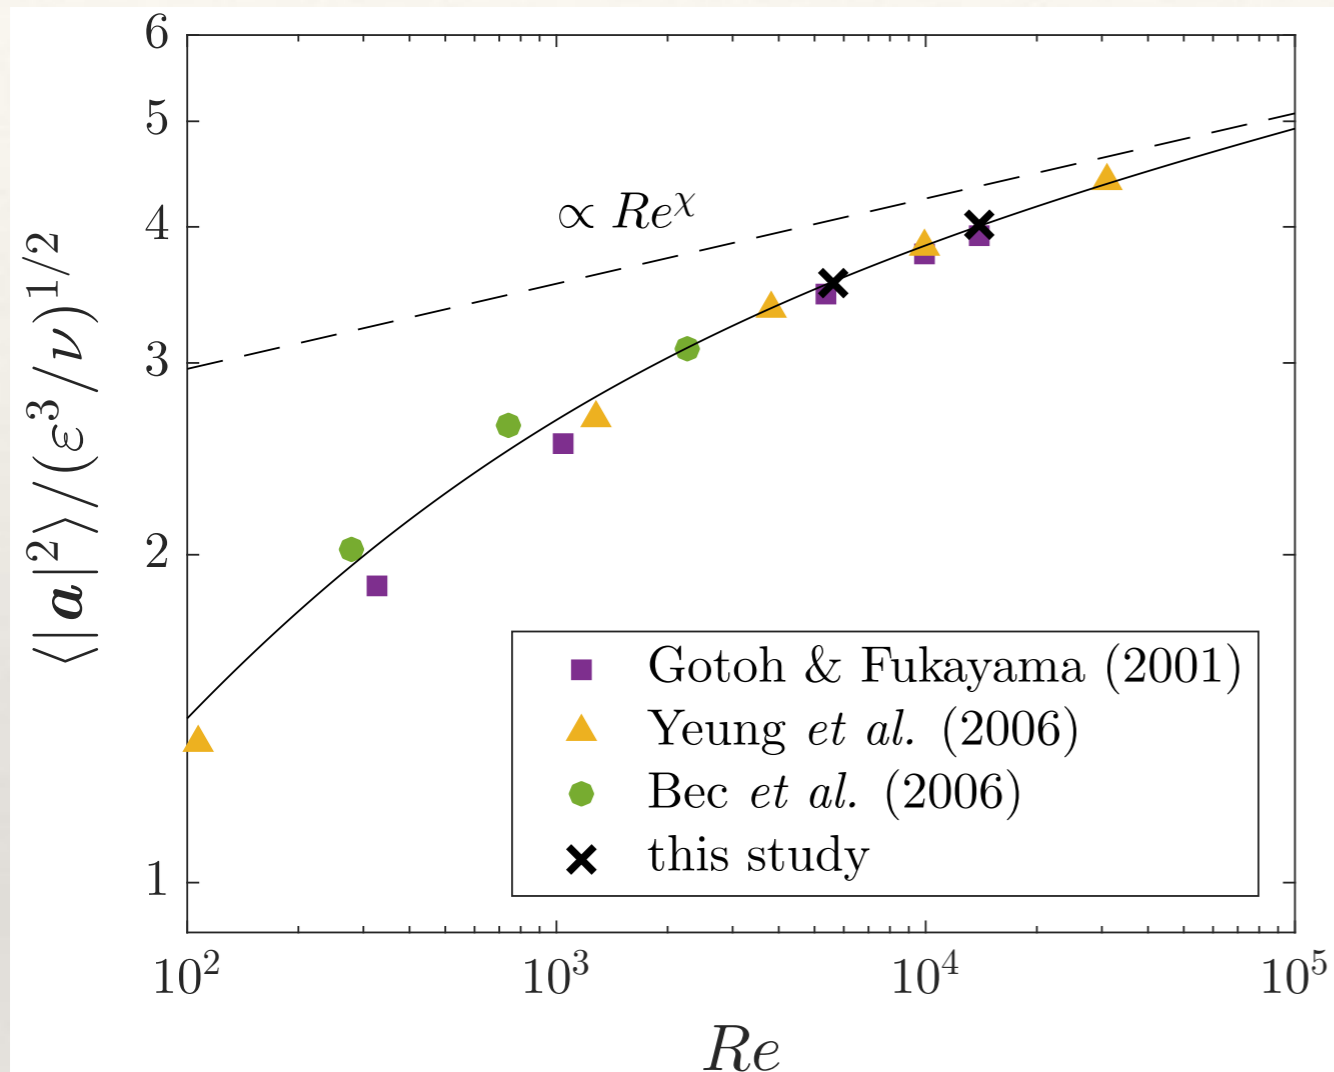 6
5
4
3
2
1
⟨|a|²⟩/(ε³/ν)^{1/2}
∝ Re^χ
Gotoh & Fukayama (2001)
Yeung et al. (2006)
Bec et al. (2006)
this study
10² 10³ 10⁴ 10⁵
Re